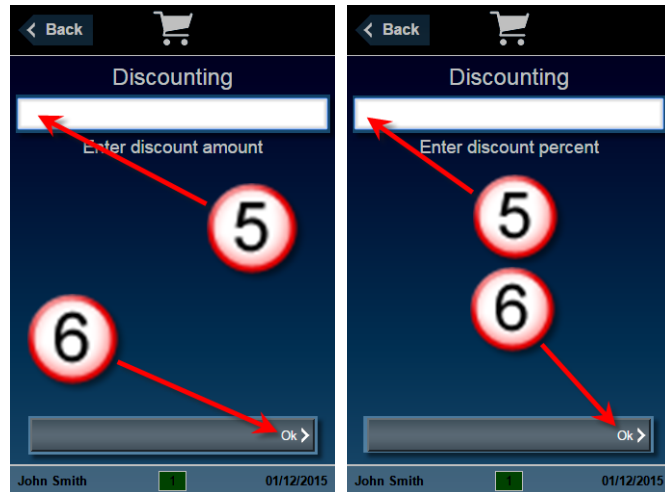 Back
Discounting
Enter discount amount
5
6
Ok
John Smith 1 01/12/2015
Back
Discounting
Enter discount percent
5
6
Ok
John Smith 1 01/12/2015